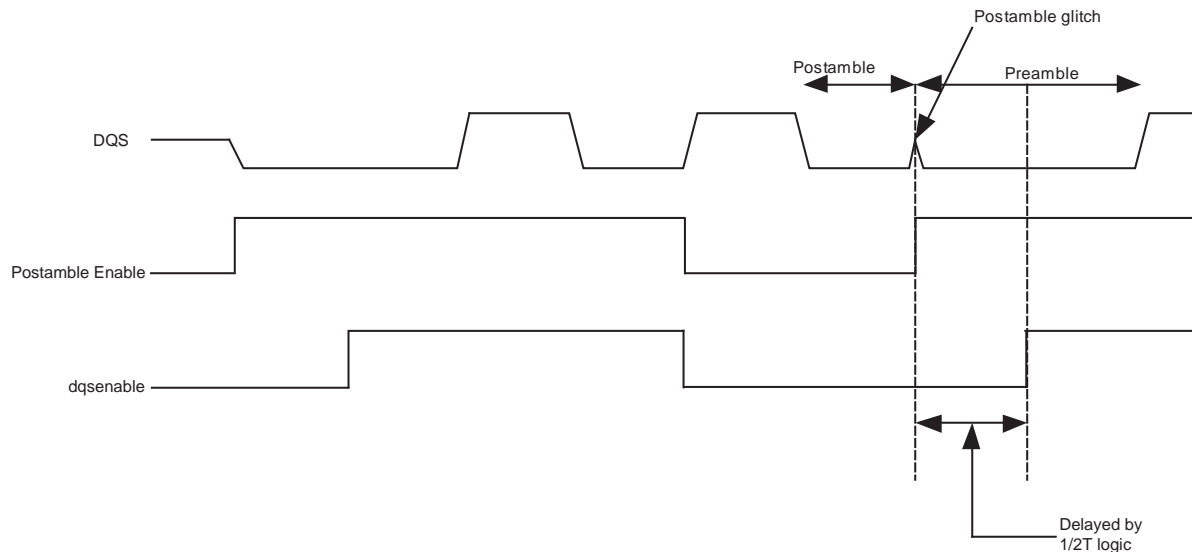 Postamble glitch
Postamble
Preamble
DQS
Postamble Enable
dqsenable
Delayed by
1/2T logic